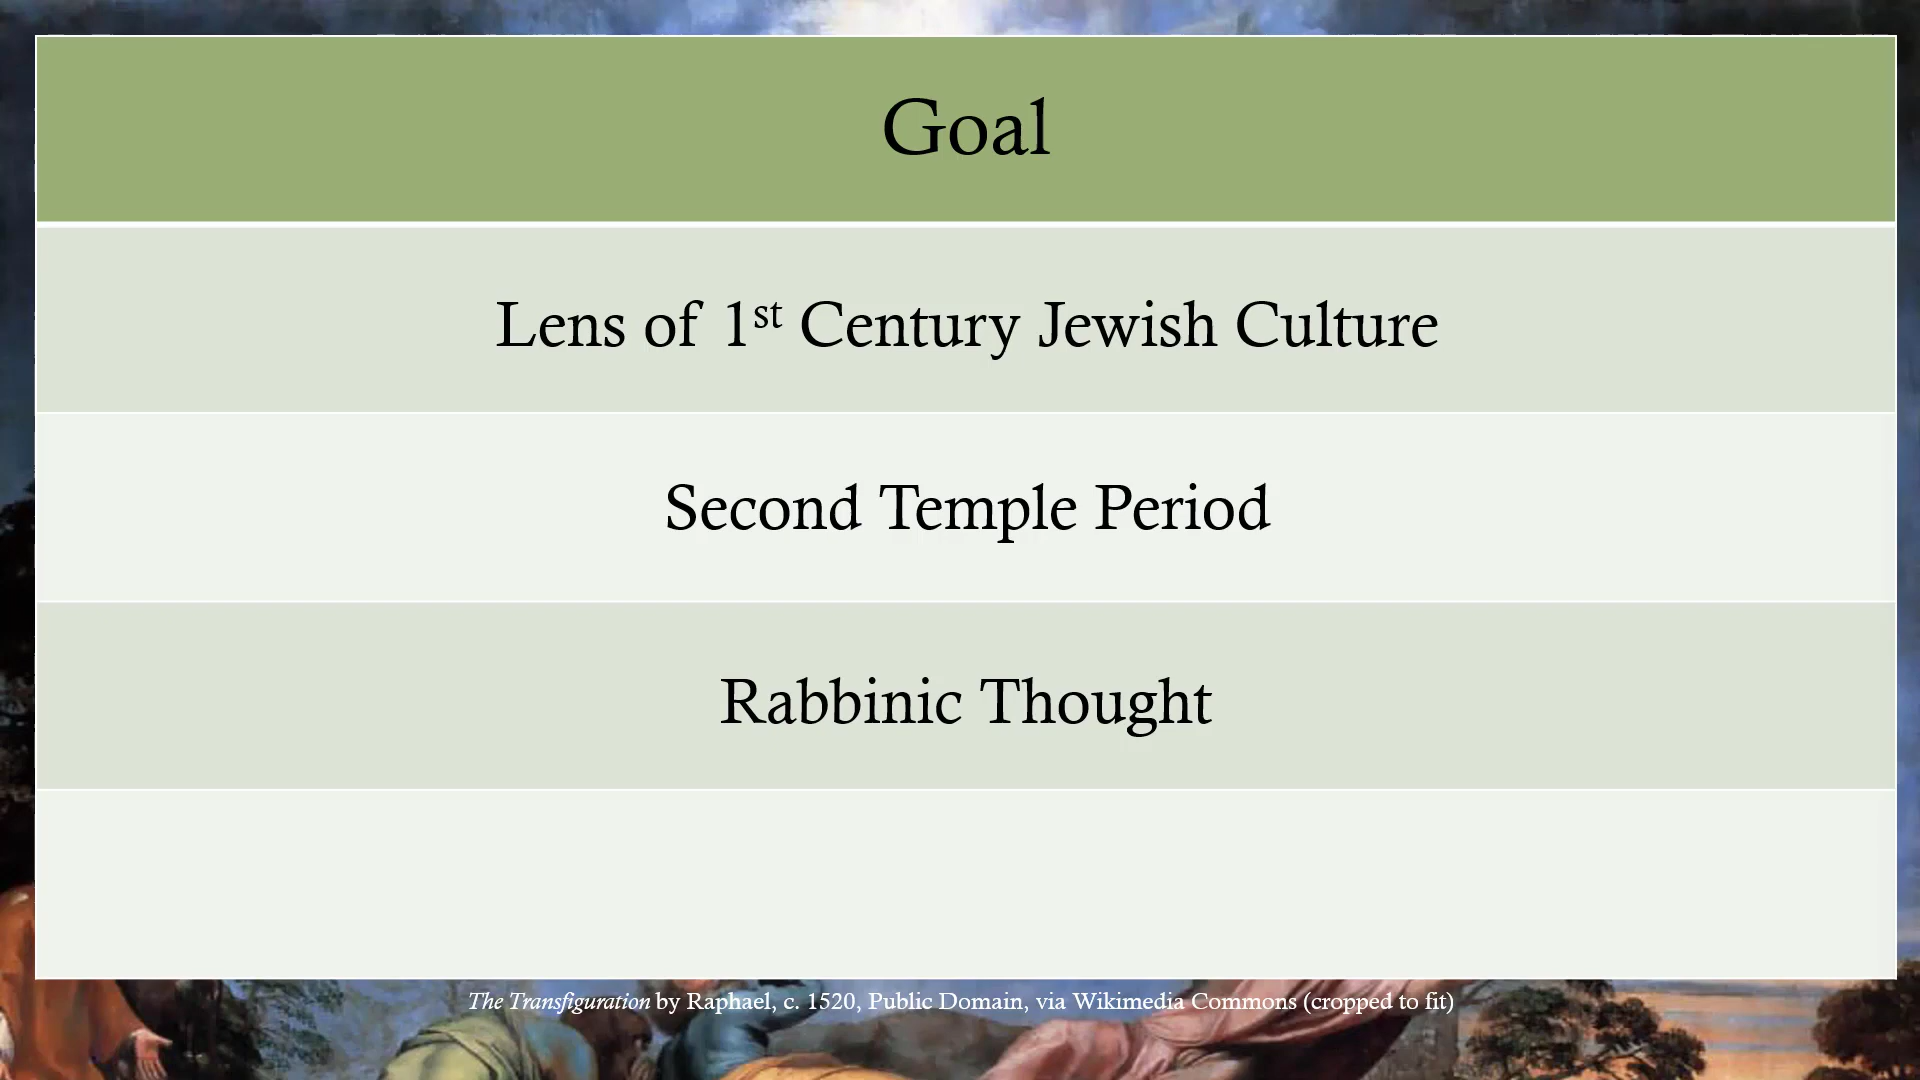 Goal
Lens of 1st Century Jewish Culture
Second Temple Period
Rabbinic Thought
The Transfiguration by Raphael, c. 1520, Public Domain, via Wikimedia Commons (cropped to fit)